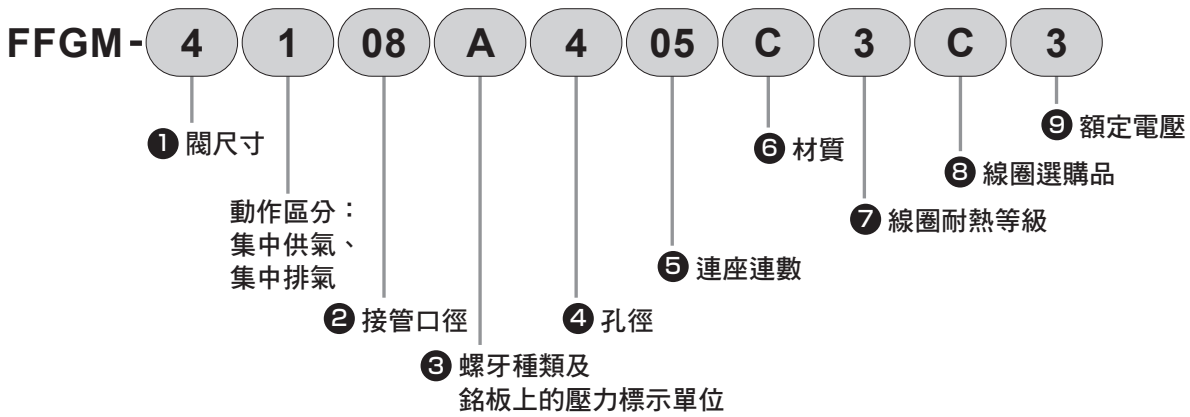 FFGM- 4 1 08 A 4 05 C 3 C 3
❶ 閥尺寸
動作區分：
集中供氣、
集中排氣
❷ 接管口徑
❸ 螺牙種類及
銘板上的壓力標示單位
❹ 孔徑
❺ 連座連數
❻ 材質
❼ 線圈耐熱等級
❽ 線圈選購品
❾ 額定電壓